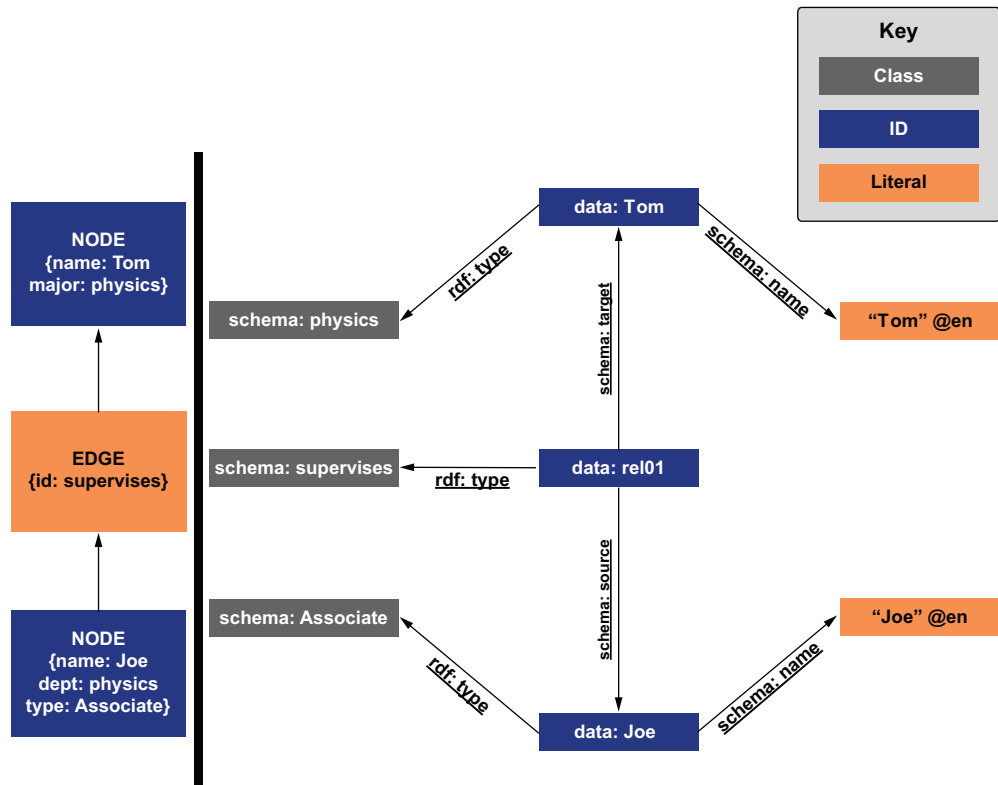 Key
Class
ID
Literal
NODE
{name: Tom
major: physics}
EDGE
{id: supervises}
NODE
{name: Joe
dept: physics
type: Associate}
data: Tom
rdf: type
schema: name
schema: physics
schema: target
“Tom” @en
schema: supervises
rdf: type
data: rel01
schema: source
schema: Associate
“Joe” @en
rdf: type
schema: name
data: Joe